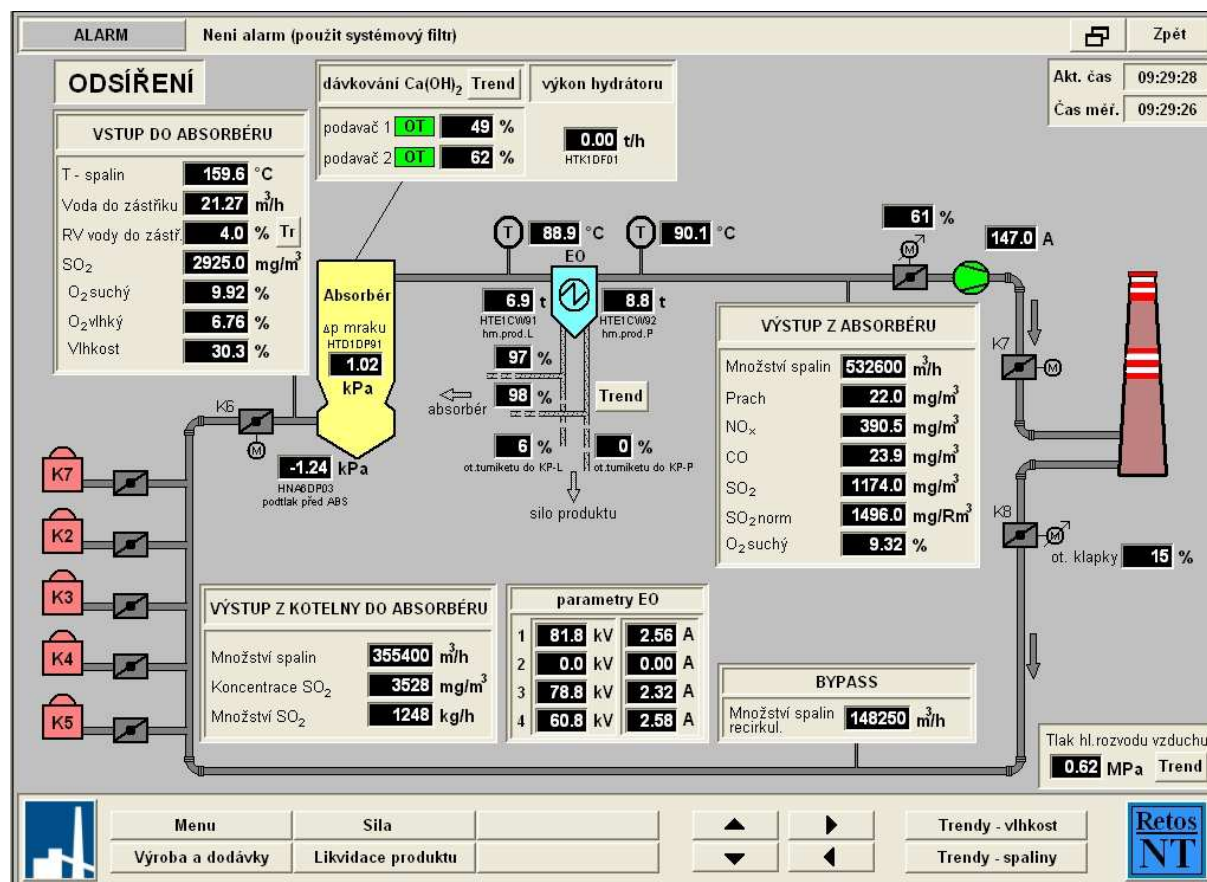 ALARM Neni alarm (použit systémový filtr) Zpět
ODSÍŘENÍ
Akt. čas 09:29:28
Čas měř. 09:29:26
dávkování Ca(OH)2 Trend
podavač 1 OT 49 %
podavač 2 OT 62 %
výkon hydrátoru
0.00 t/h
HTK1DF01
VSTUP DO ABSORBÉRU
T - spalin 159.6 °C
Voda do zástřiku 21.27 m3/h
RV vody do zástř. 4.0 % Tr
SO2 2925.0 mg/m3
O2 suchý 9.92 %
O2 vlhký 6.76 %
Vlhkost 30.3 %
Absorbér
Δp mraku
HTD1DP91
1.02
kPa
T 88.9 °C
T 90.1 °C
EO
6.9 t
HTE1CW91
hm.prod.L
8.8 t
HTE1CW92
hm.prod.P
97 %
98 %
absorbér
Trend
6 %
ot.turniketu do KP-L
0 %
ot.turniketu do KP-P
silo produktu
61 %
M
147.0 A
K7
M
K6
M
-1.24 kPa
HNA6DP03
podtlak před ABS
VÝSTUP Z ABSORBÉRU
Množství spalin 532600 m3/h
Prach 22.0 mg/m3
NOx 390.5 mg/m3
CO 23.9 mg/m3
SO2 1174.0 mg/m3
SO2 norm 1496.0 mg/Rm3
O2 suchý 9.32 %
K8
M
ot. klapky 15 %
K7
K2
K3
K4
K5
VÝSTUP Z KOTELNY DO ABSORBÉRU
Množství spalin 355400 m3/h
Koncentrace SO2 3528 mg/m3
Množství SO2 1248 kg/h
parametry EO
1 81.8 kV 2.56 A
2 0.0 kV 0.00 A
3 78.8 kV 2.32 A
4 60.8 kV 2.58 A
BYPASS
Množství spalin
recirkul. 148250 m3/h
Tlak hl.rozvodu vzduchu
0.62 MPa Trend
Menu Sila
Výroba a dodávky Likvidace produktu
Trendy - vlhkost
Trendy - spaliny
Retos
NT